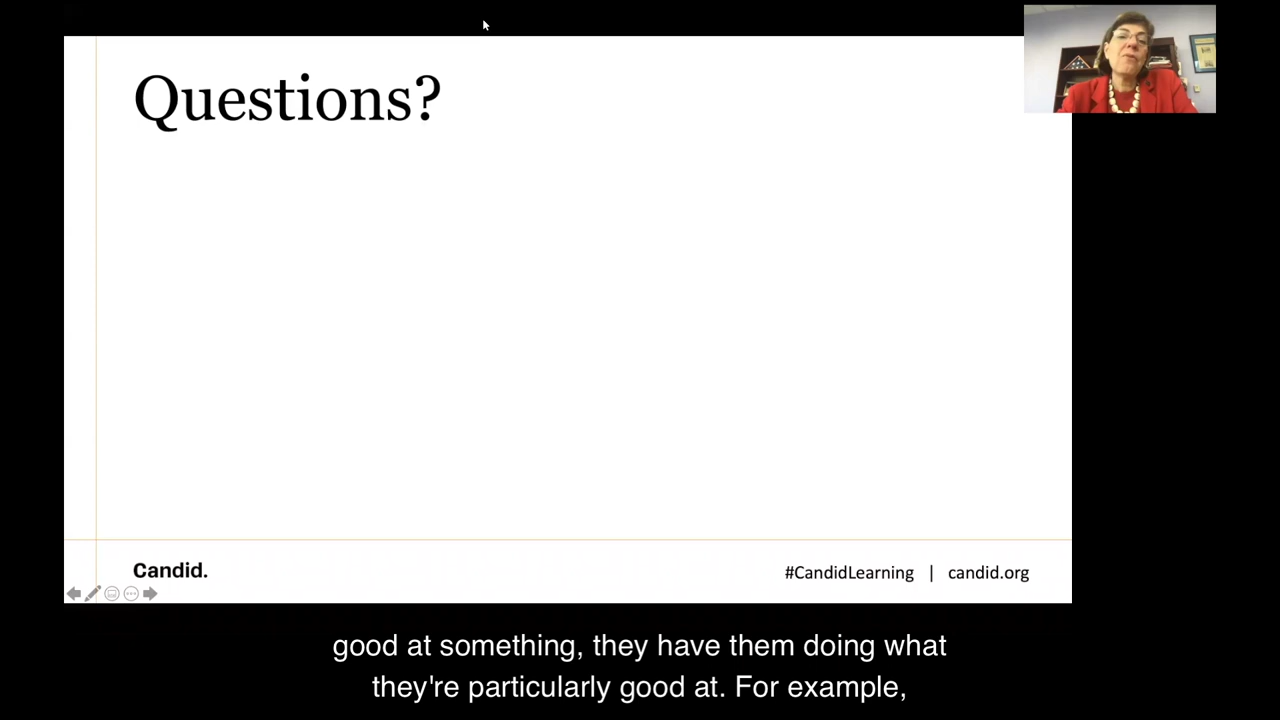 Questions?
Candid.
#CandidLearning | candid.org
good at something, they have them doing what
they're particularly good at. For example,